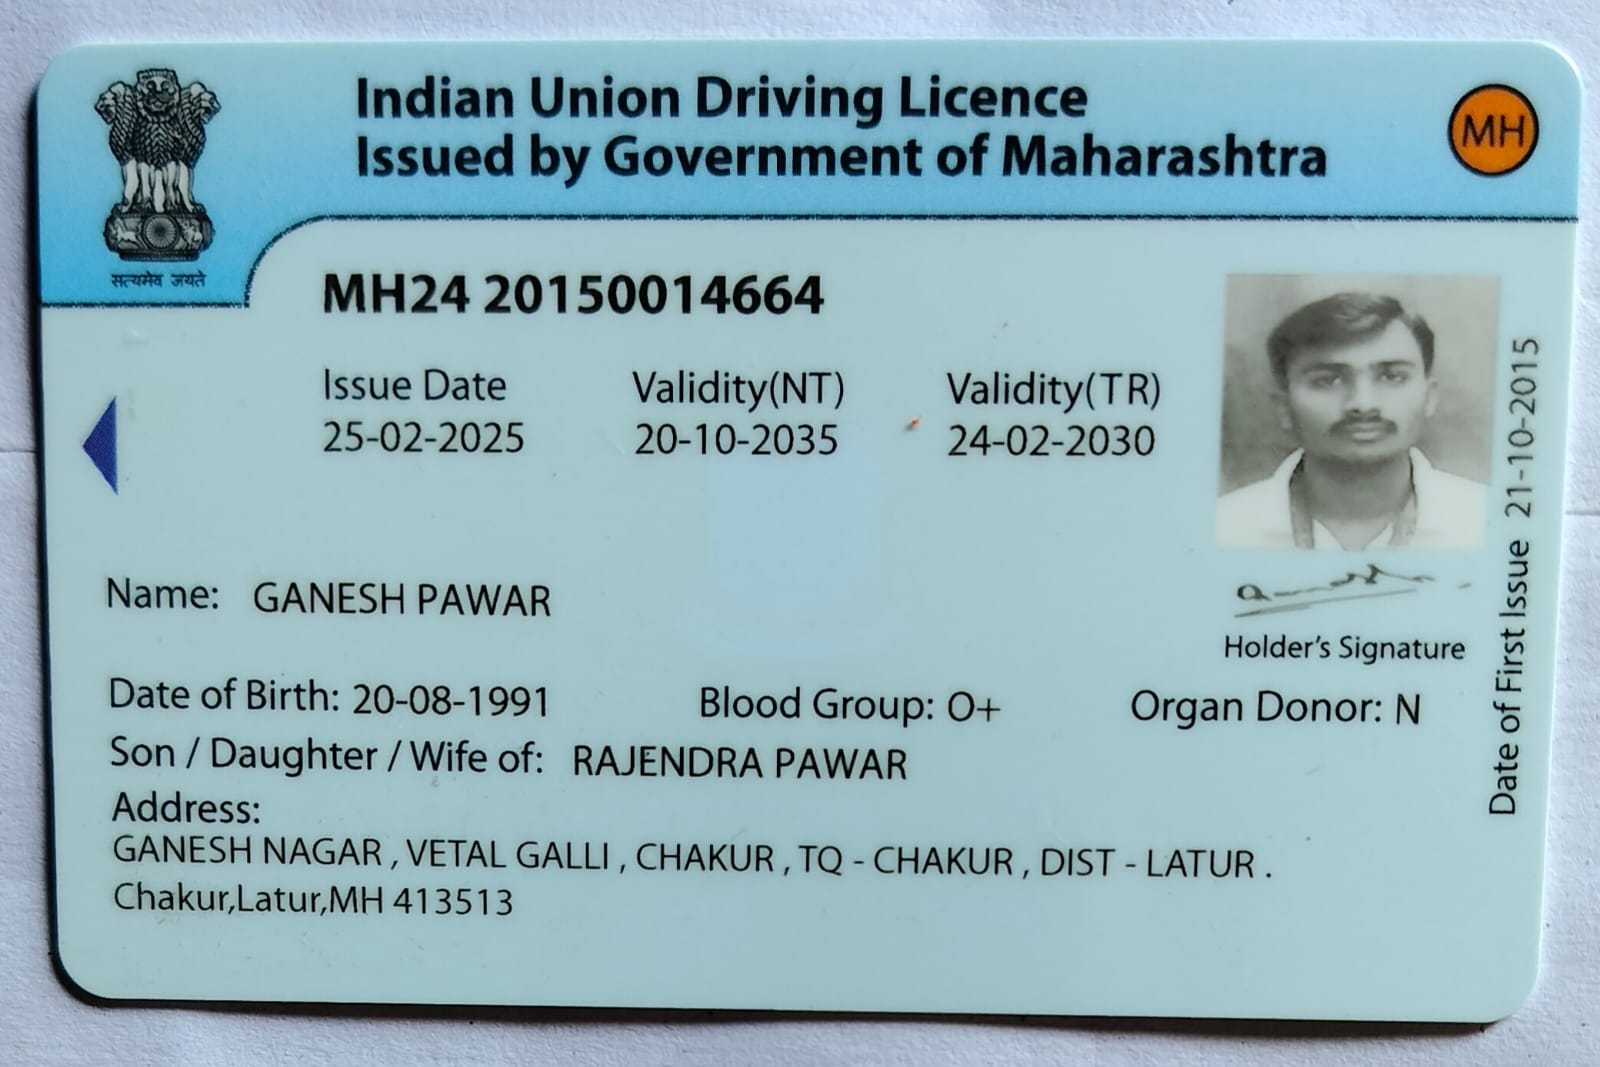 Indian Union Driving Licence
Issued by Government of Maharashtra
MH
सत्यमेव जयते
MH24 20150014664
Issue Date Validity(NT) Validity(TR)
25-02-2025 20-10-2035 24-02-2030
Name: GANESH PAWAR
Holder's Signature
Date of Birth: 20-08-1991 Blood Group: O+ Organ Donor: N
Son / Daughter / Wife of: RAJENDRA PAWAR
Address:
GANESH NAGAR , VETAL GALLI , CHAKUR , TQ - CHAKUR , DIST - LATUR .
Chakur,Latur,MH 413513
Date of First Issue 21-10-2015